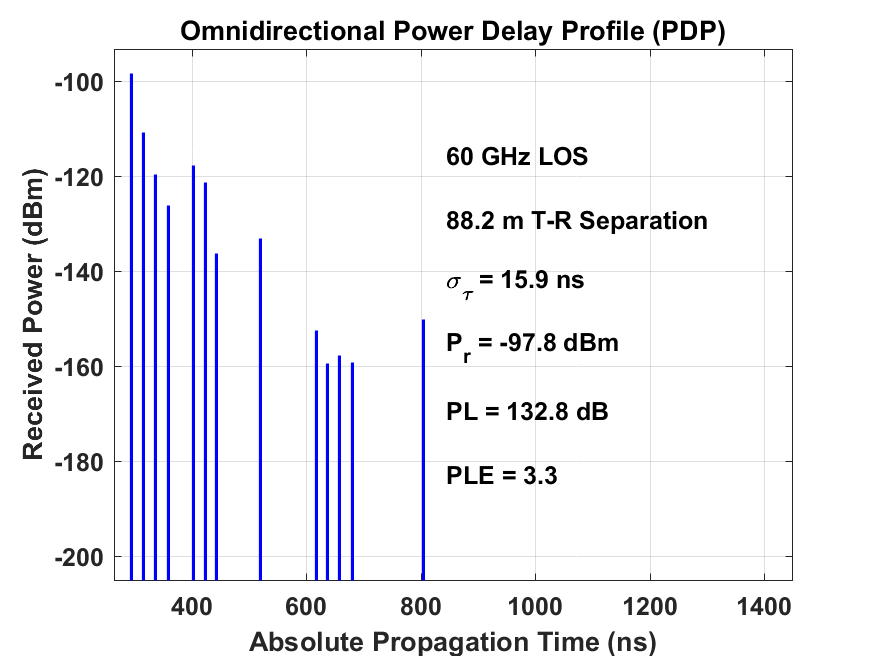 Omnidirectional Power Delay Profile (PDP)
-100
-120
-140
-160
-180
-200
Received Power (dBm)
60 GHz LOS
88.2 m T-R Separation
σ_τ = 15.9 ns
P_r = -97.8 dBm
PL = 132.8 dB
PLE = 3.3
400 600 800 1000 1200 1400
Absolute Propagation Time (ns)